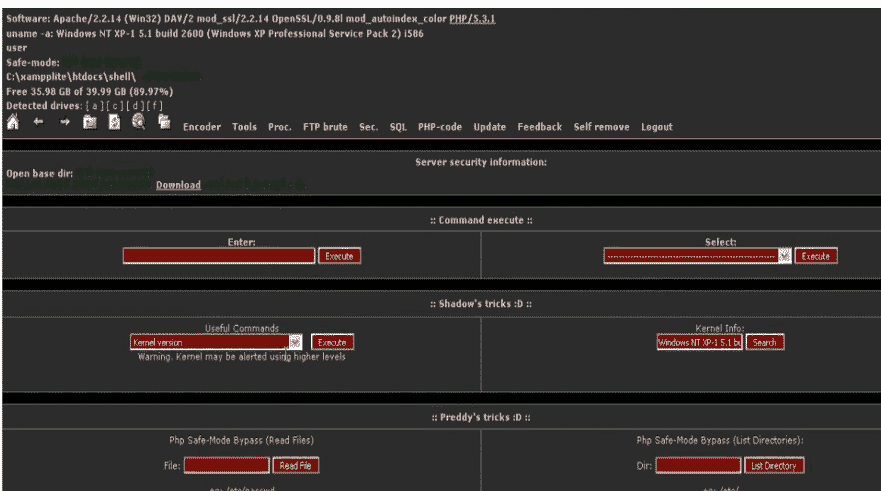 Software: Apache/2.2.14 (Win32) DAV/2 mod_ssl/2.2.14 OpenSSL/0.9.8l mod_autoindex_color PHP/5.3.1
uname -a: Windows NT XP-1 5.1 build 2600 (Windows XP Professional Service Pack 2) i586
user
Safe-mode:
C:\xampplite\htdocs\shell\
Free 35.98 GB of 39.99 GB (89.97%)
Detected drives: [ a ] [ c ] [ d ] [ f ]
Encoder Tools Proc. FTP brute Sec. SQL PHP-code Update Feedback Self remove Logout
Server security information:
Open base dir:
Download
:: Command execute ::
Enter: Select:
Execute Execute
:: Shadow's tricks :D ::
Useful Commands Kernel Info:
Kernel version Execute Windows NT XP-1 5.1 bu Search
Warning. Kernel may be alerted using higher levels
:: Preddy's tricks :D ::
Php Safe-Mode Bypass (Read Files) Php Safe-Mode Bypass (List Directories):
File: Read File Dir: List Directory
eg: /etc/passwd eg: /etc/